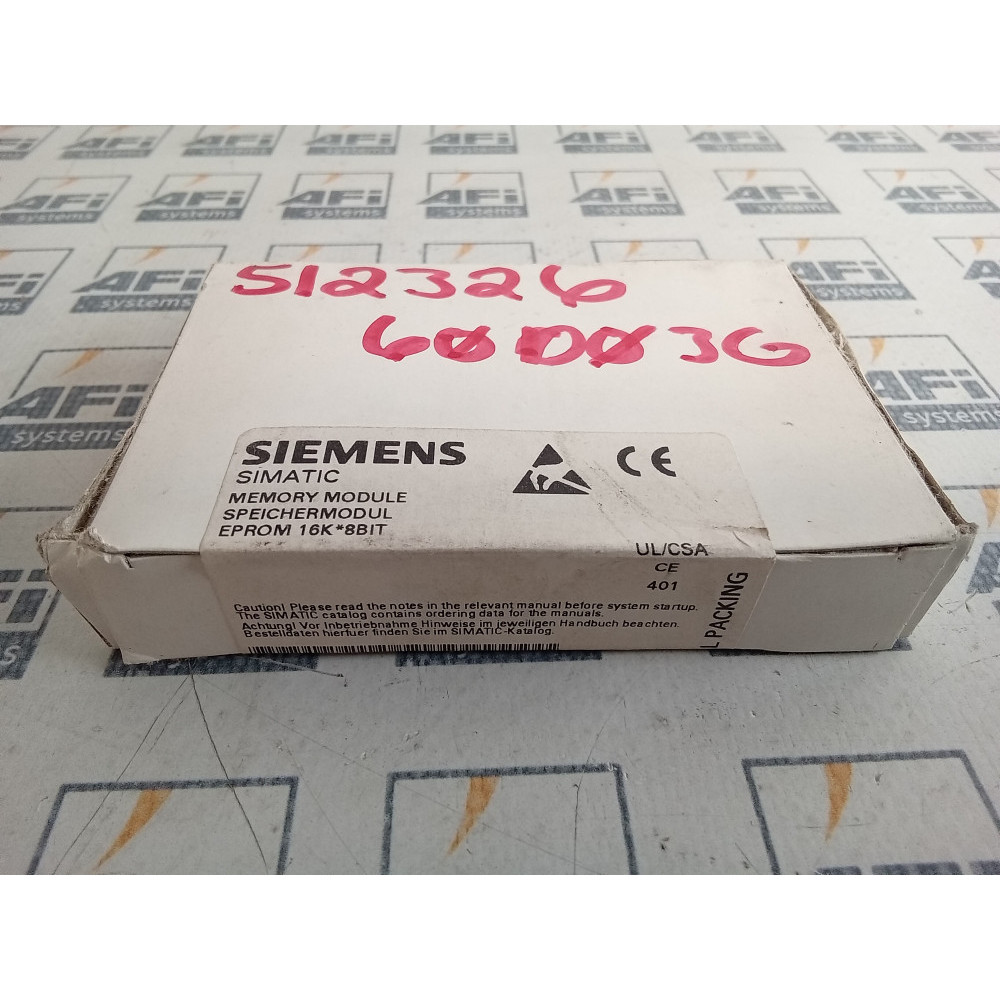 512326
60D03G
SIEMENS
SIMATIC
MEMORY MODULE
SPEICHERMODUL
EPROM 16K*8BIT
CE
UL/CSA
CE
401
Caution! Please read the notes in the relevant manual before system startup.
The SIMATIC catalog contains ordering data for the manuals.
Achtung! Vor Inbetriebnahme Hinweise im jeweiligen Handbuch beachten.
Bestelldaten hierfuer finden Sie im SIMATIC-Katalog.
L PACKING
AFi
systems